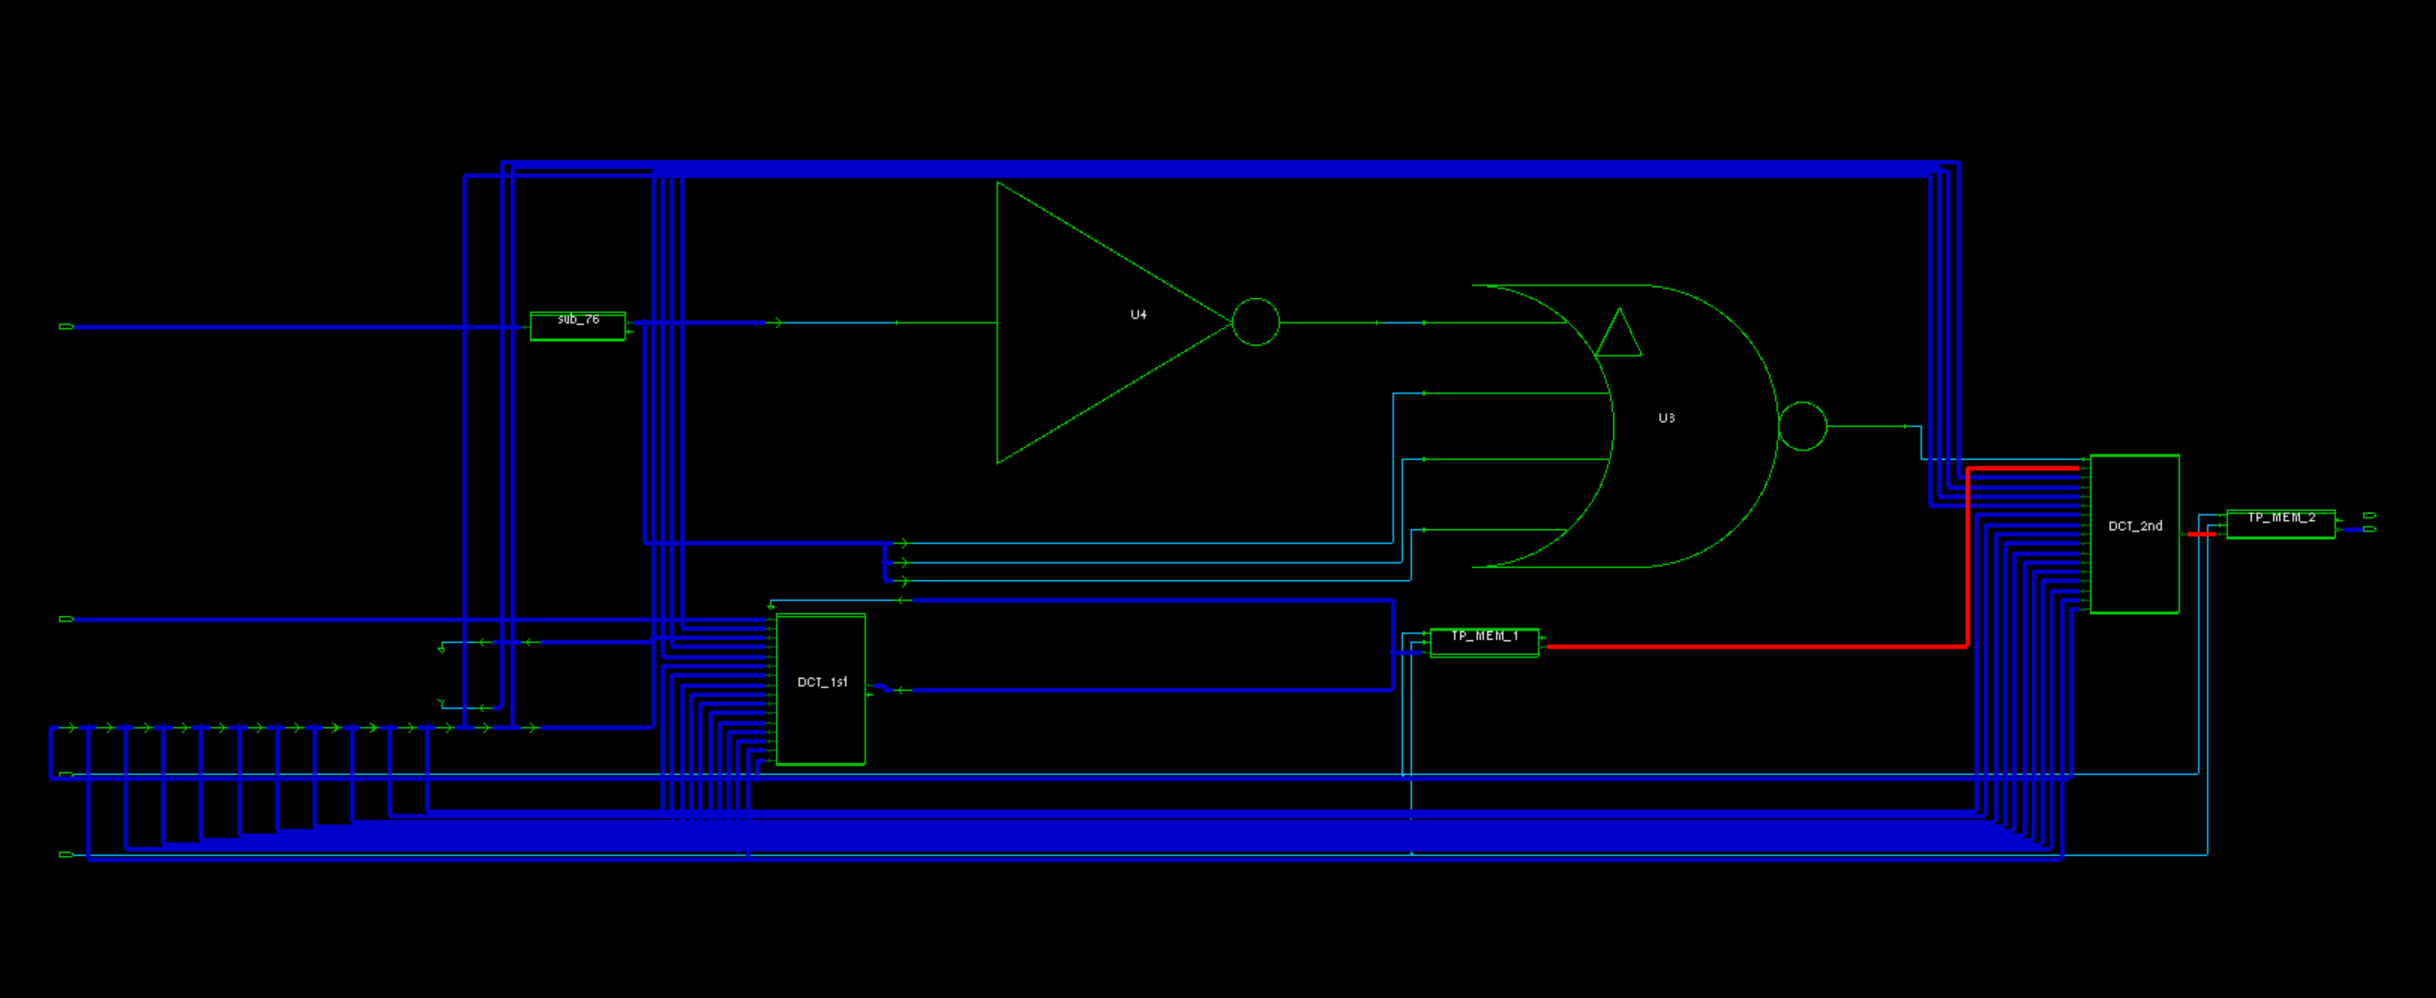 U4
sub_76
U3
DCT_2nd
TP_MEM_2
TP_MEM_1
DCT_1st